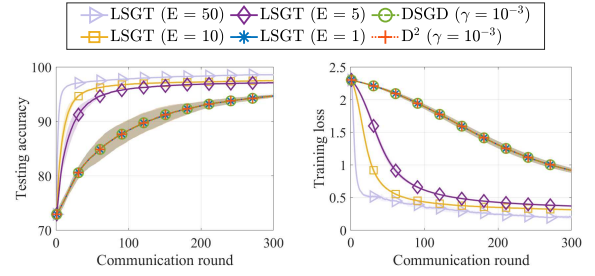 LSGT (E = 50) LSGT (E = 5) DSGD (γ = 10⁻³)
LSGT (E = 10) LSGT (E = 1) D² (γ = 10⁻³)
100
90
80
70
Testing accuracy
0 100 200 300
Communication round
2.5
2
1.5
1
0.5
0
Training loss
0 100 200 300
Communication round